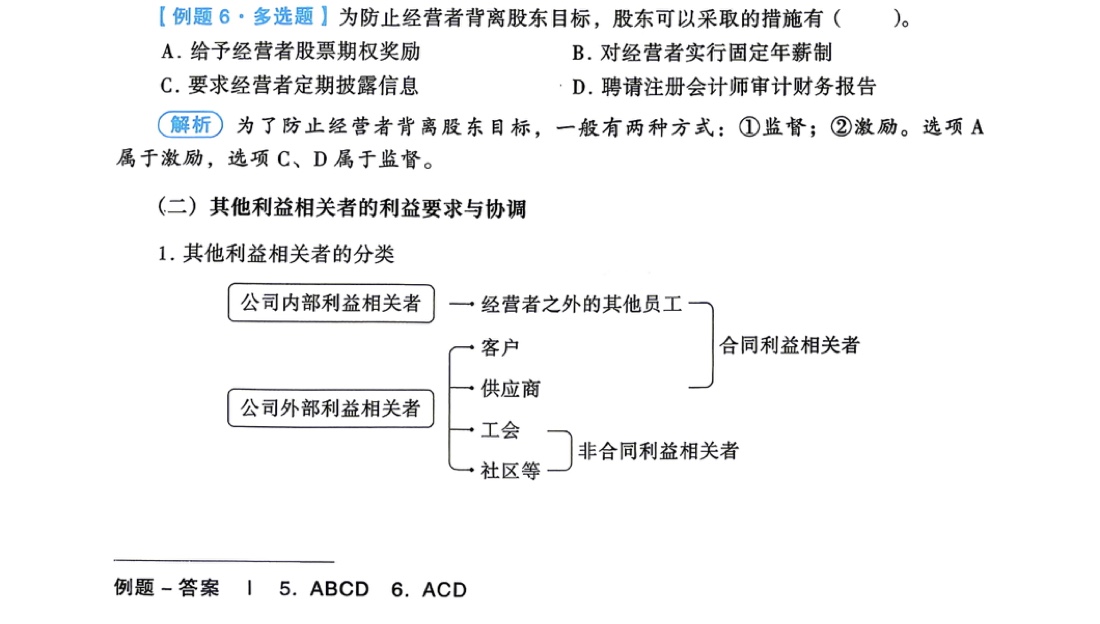 【例题6·多选题】为防止经营者背离股东目标，股东可以采取的措施有（　　）。
A. 给予经营者股票期权奖励　　B. 对经营者实行固定年薪制
C. 要求经营者定期披露信息　　D. 聘请注册会计师审计财务报告
解析 为了防止经营者背离股东目标，一般有两种方式：①监督；②激励。选项A
属于激励，选项C、D属于监督。
（二）其他利益相关者的利益要求与协调
1. 其他利益相关者的分类
公司内部利益相关者 经营者之外的其他员工
客户
合同利益相关者
供应商
公司外部利益相关者
工会
非合同利益相关者
社区等
例题-答案 | 5. ABCD 6. ACD